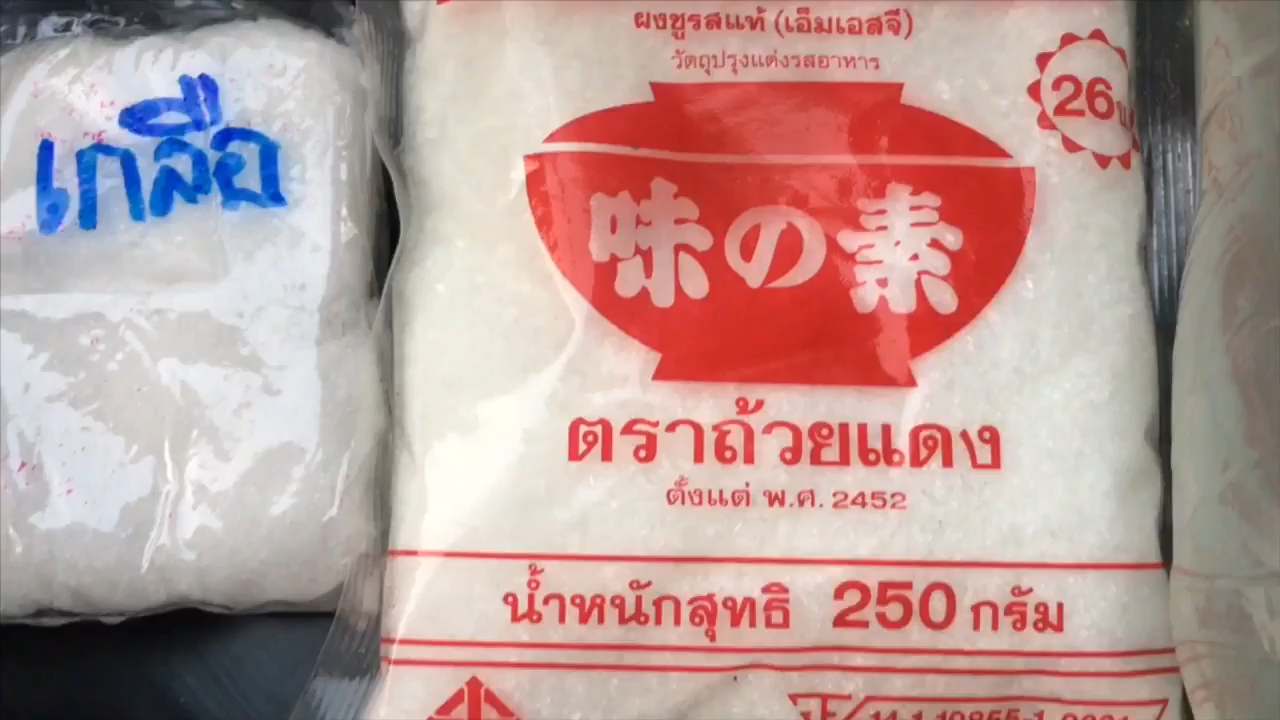 เกลือ
ผงชูรสแท้ (เอ็มเอสจี)
วัตถุปรุงแต่งรสอาหาร
26
味の素
ตราถ้วยแดง
ตั้งแต่ พ.ศ. 2452
น้ำหนักสุทธิ 250 กรัม